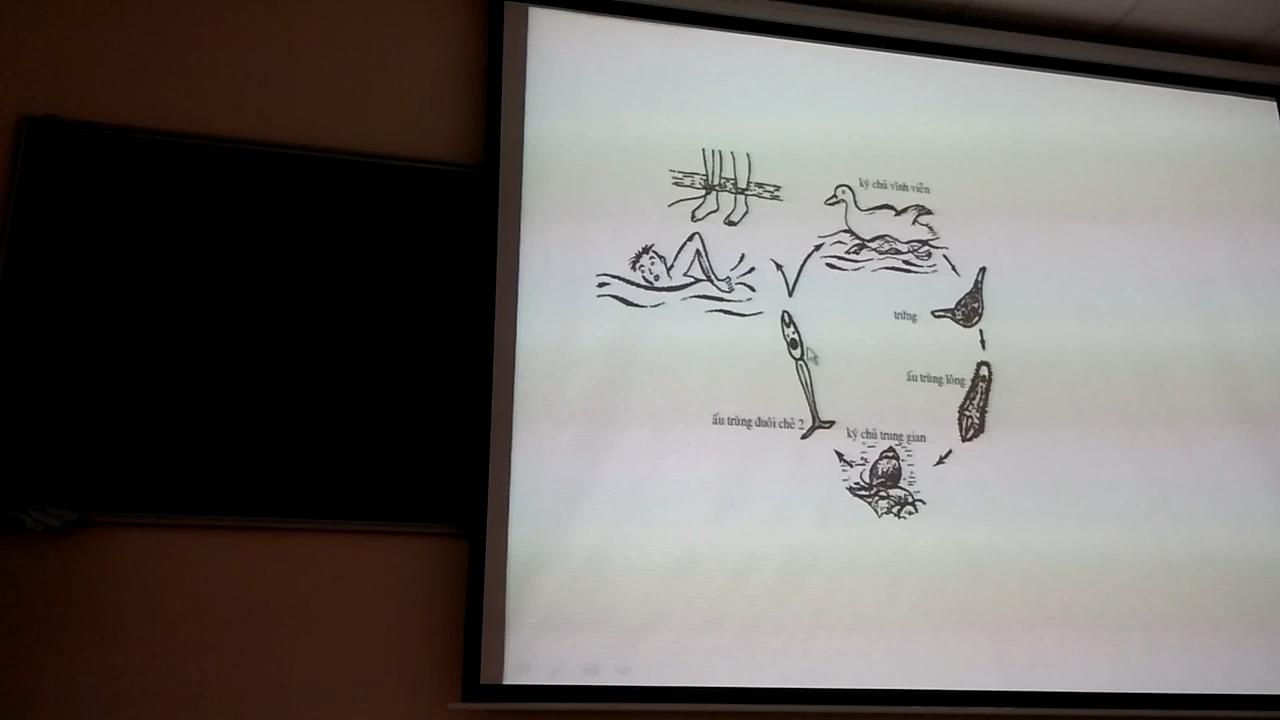 ký chủ vĩnh viễn
trứng
ấu trùng lông
ký chủ trung gian
ấu trùng đuôi chẻ 2